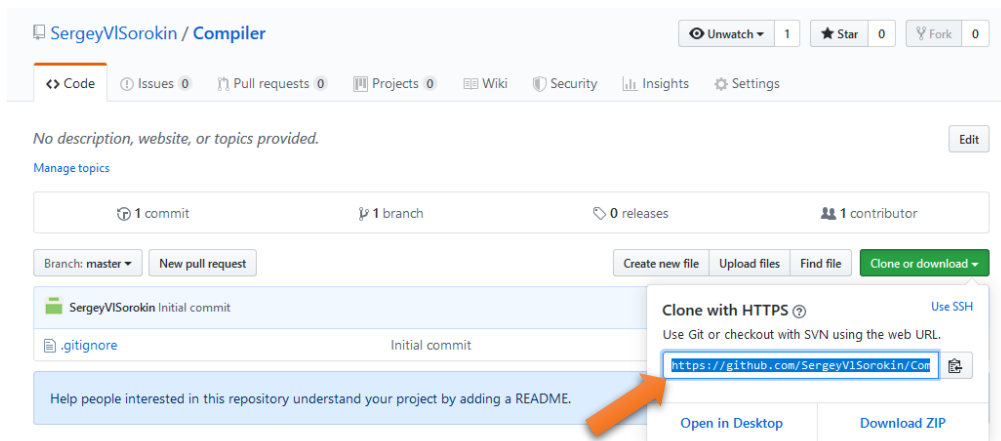 SergeyVlSorokin / Compiler
Unwatch 1 Star 0 Fork 0
Code Issues 0 Pull requests 0 Projects 0 Wiki Security Insights Settings
No description, website, or topics provided.
Edit
Manage topics
1 commit 1 branch 0 releases 1 contributor
Branch: master New pull request Create new file Upload files Find file Clone or download
SergeyVlSorokin Initial commit
Clone with HTTPS ? Use SSH
Use Git or checkout with SVN using the web URL.
.gitignore Initial commit
https://github.com/SergeyVlSorokin/Com
Help people interested in this repository understand your project by adding a README.
Open in Desktop Download ZIP